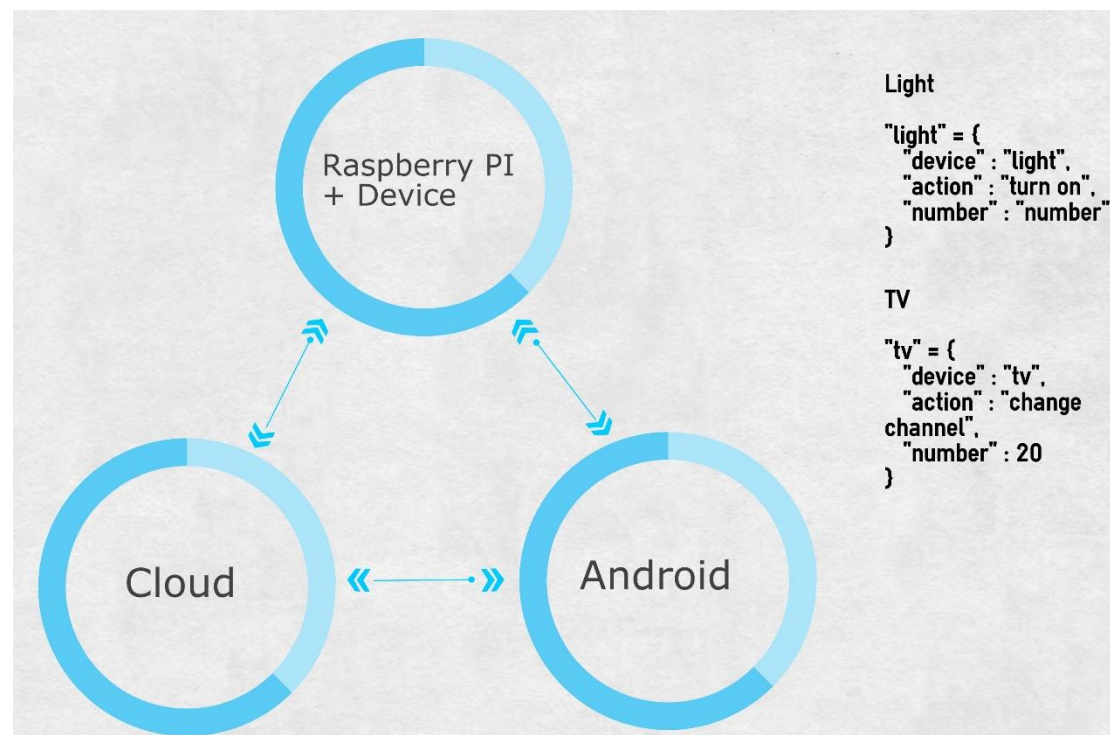 Raspberry PI
+ Device
Cloud
Android
Light
"light" = {
"device" : "light",
"action" : "turn on",
"number" : "number"
}
TV
"tv" = {
"device" : "tv",
"action" : "change
channel",
"number" : 20
}